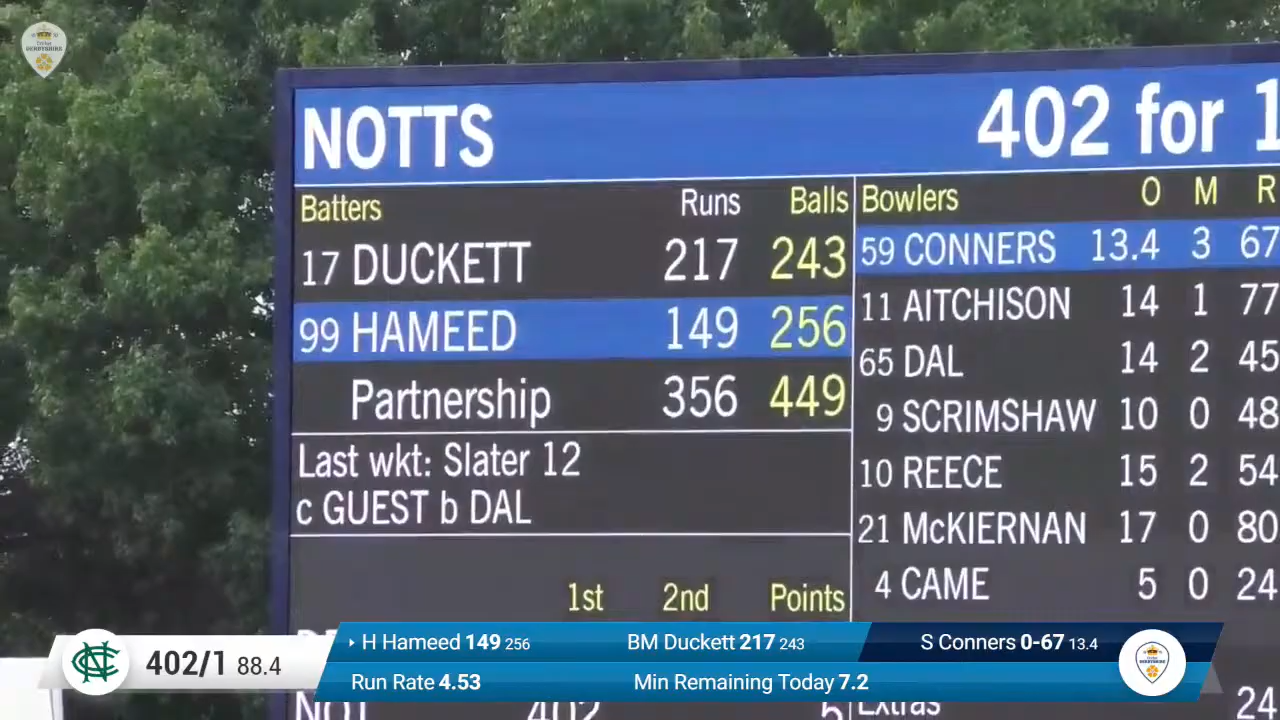 NOTTS 402 for 1
Batters Runs Balls
17 DUCKETT 217 243
99 HAMEED 149 256
Partnership 356 449
Last wkt: Slater 12
c GUEST b DAL
1st 2nd Points
NOT 402 5
Bowlers O M R
59 CONNERS 13.4 3 67
11 AITCHISON 14 1 77
65 DAL 14 2 45
9 SCRIMSHAW 10 0 48
10 REECE 15 2 54
21 McKIERNAN 17 0 80
4 CAME 5 0 24
Extras 24
402/1 88.4
H Hameed 149 256 BM Duckett 217 243 S Conners 0-67 13.4
Run Rate 4.53 Min Remaining Today 7.2
DERBYSHIRE